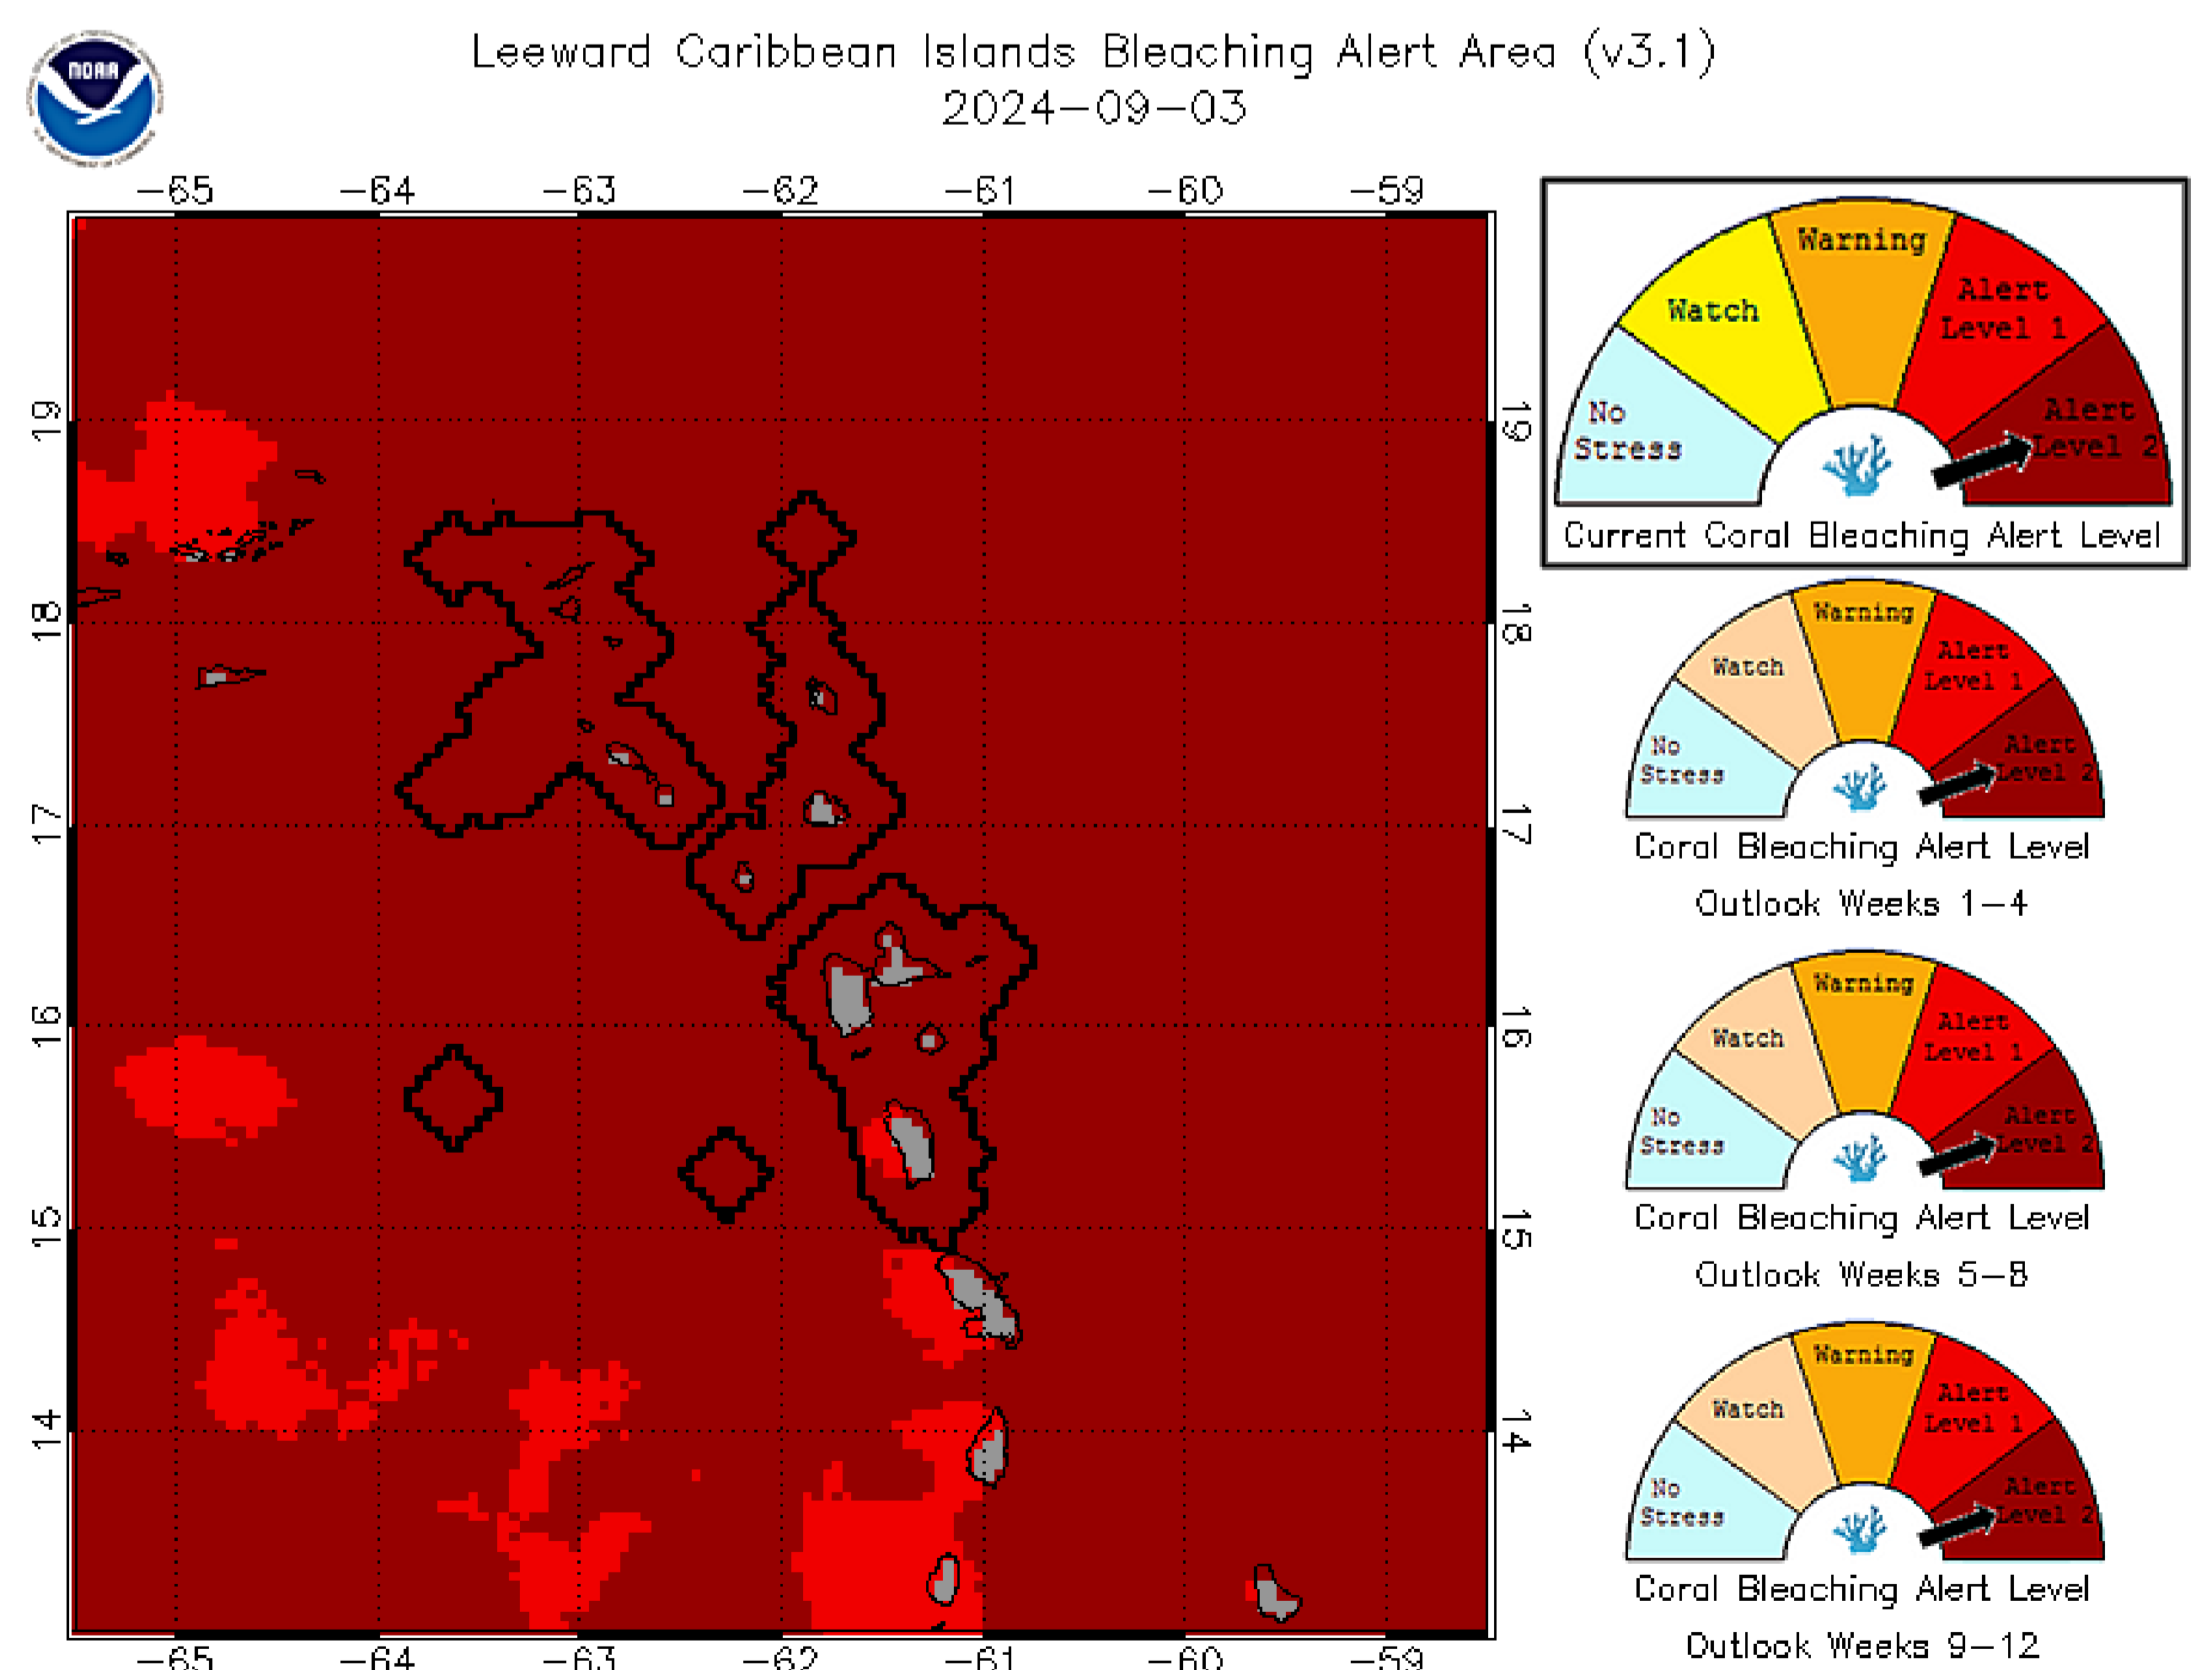 Leeward Caribbean Islands Bleaching Alert Area (v3.1)
2024-09-03
NOAA
-65 -64 -63 -62 -61 -60 -59
19 19
18 18
17 17
16 16
15 15
14 14
-65 -64 -63 -62 -61 -60 -59
No Stress
Watch
Warning
Alert Level 1
Alert Level 2
Current Coral Bleaching Alert Level
No Stress
Watch
Warning
Alert Level 1
Alert Level 2
Coral Bleaching Alert Level
Outlook Weeks 1-4
No Stress
Watch
Warning
Alert Level 1
Alert Level 2
Coral Bleaching Alert Level
Outlook Weeks 5-8
No Stress
Watch
Warning
Alert Level 1
Alert Level 2
Coral Bleaching Alert Level
Outlook Weeks 9-12